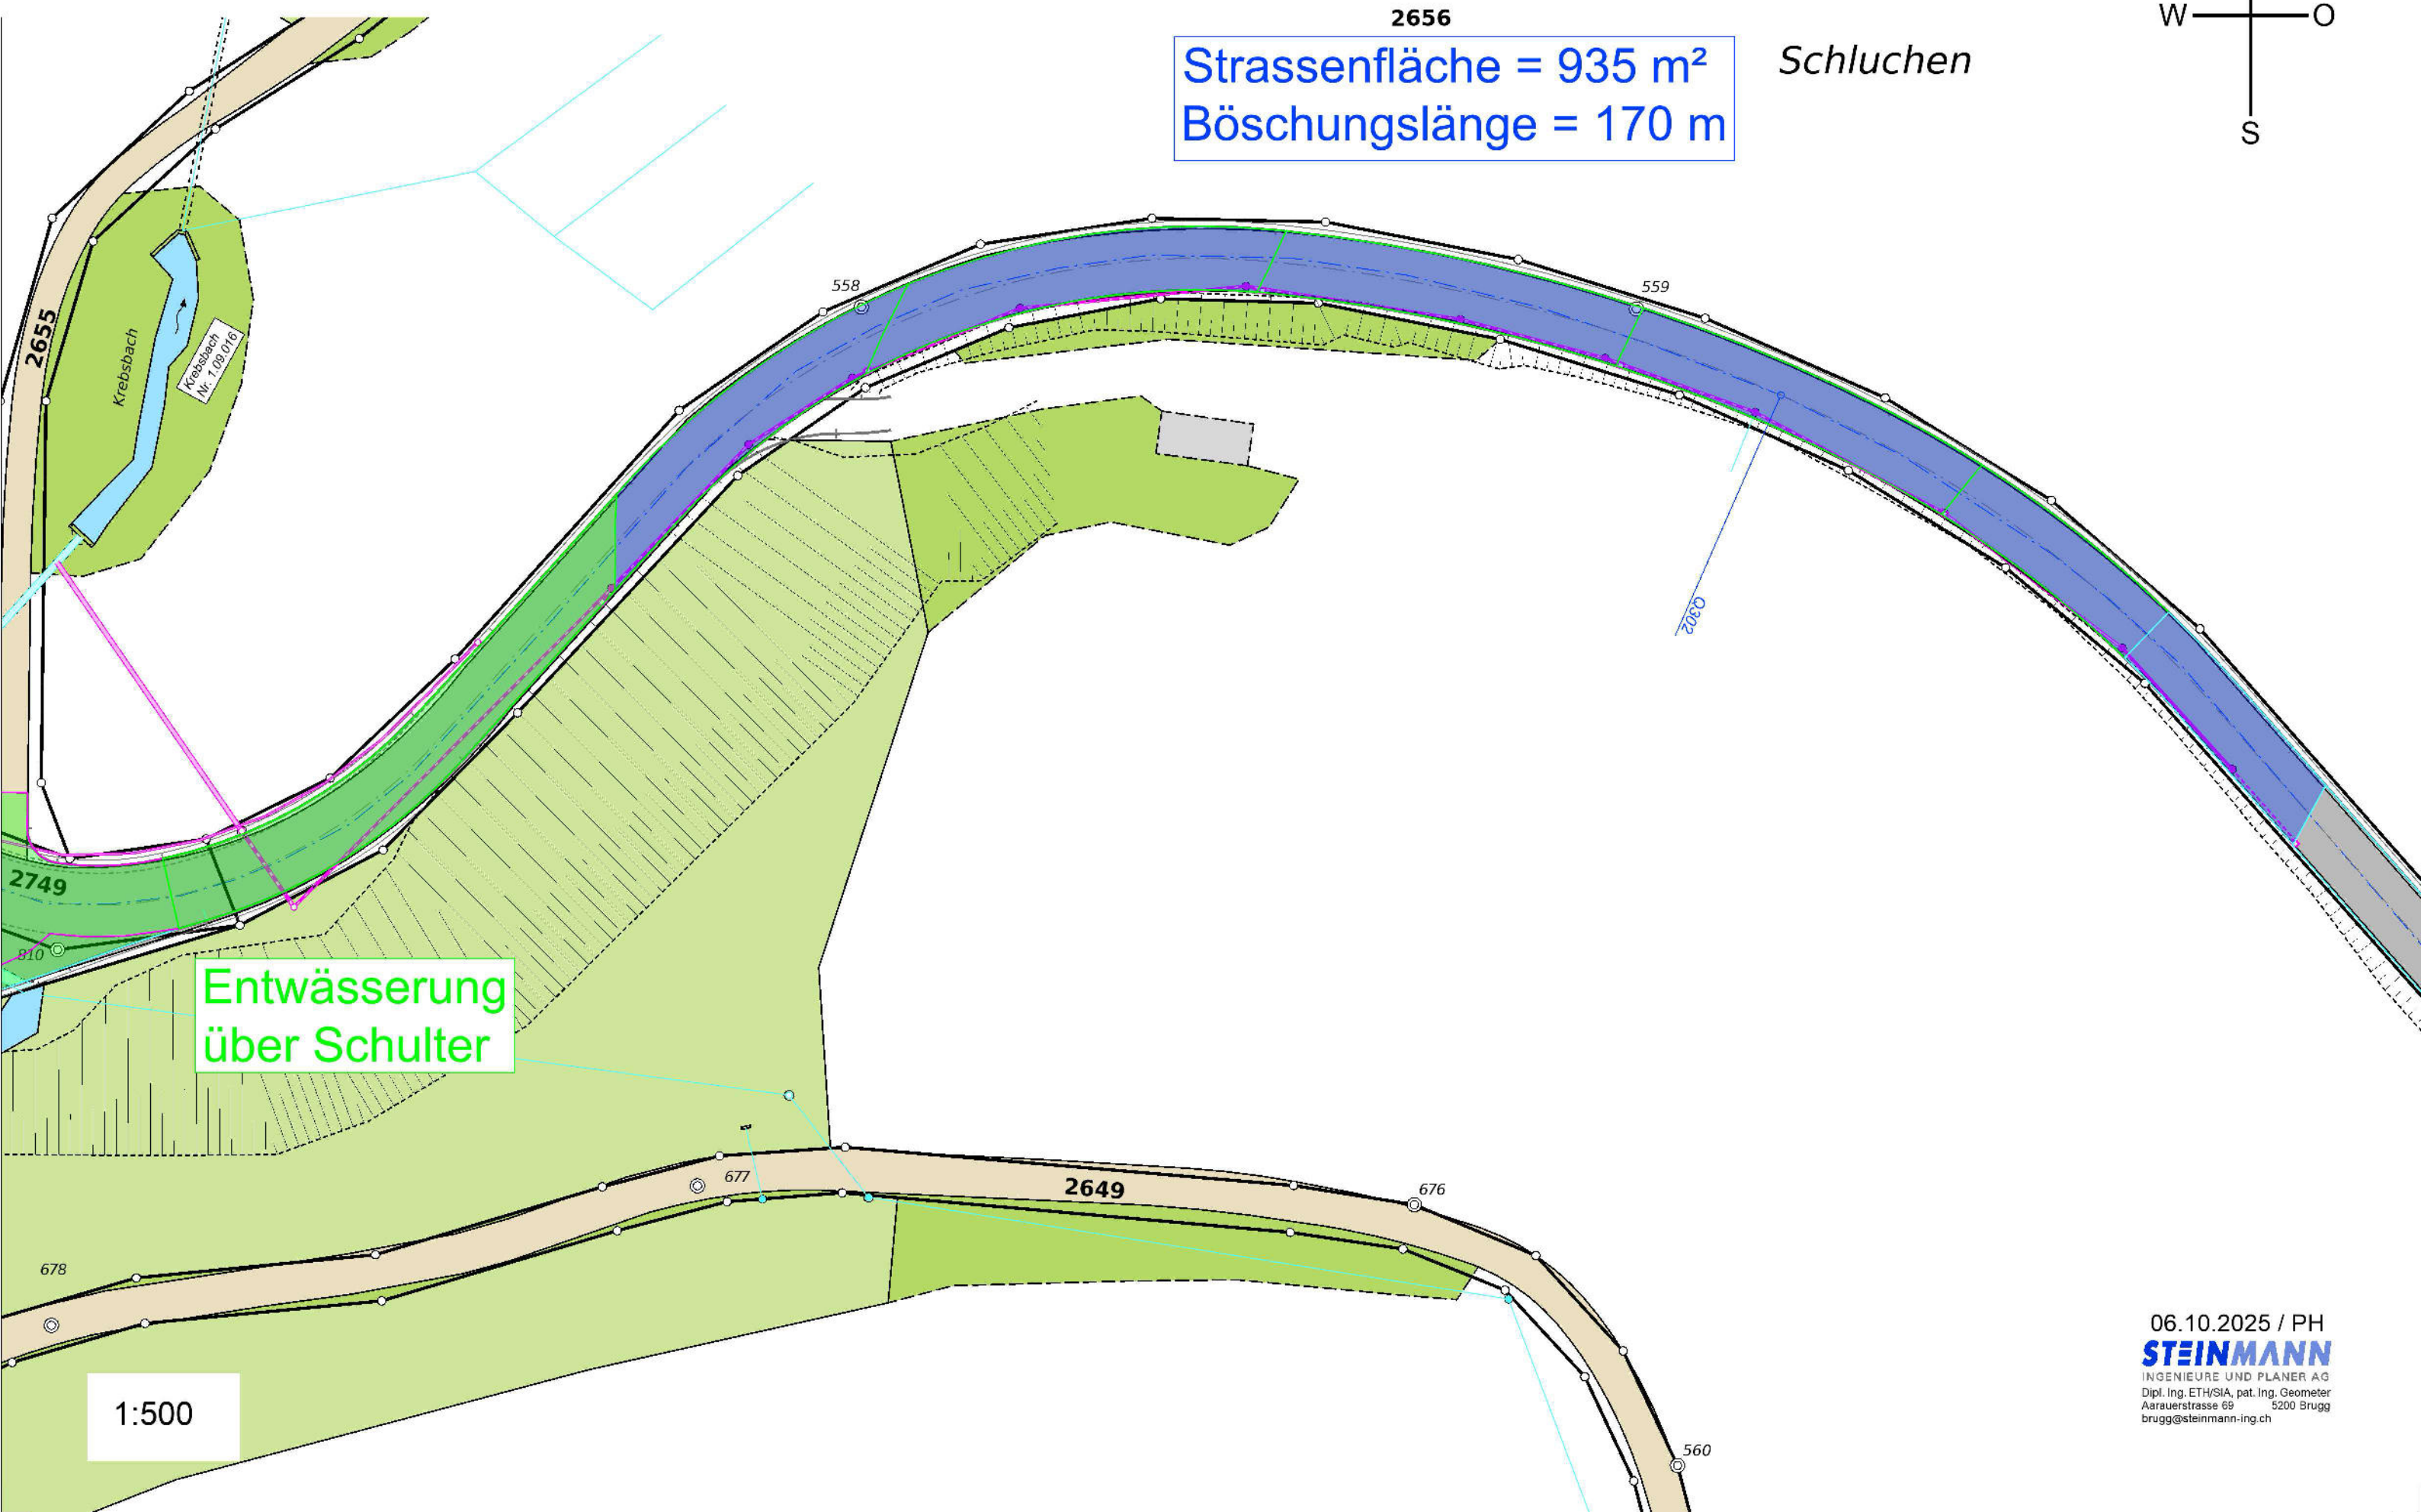 2656
W O
S
Strassenfläche = 935 m²
Böschungslänge = 170 m
Schluchen
558
559
2655
Krebsbach
Krebsbach
Nr. 1.09.016
Q302
2749
810
Entwässerung
über Schulter
677
2649
676
678
1:500
560
06.10.2025 / PH
STEINMANN
INGENIEURE UND PLANER AG
Dipl. Ing. ETH/SIA, pat. Ing. Geometer
Aarauerstrasse 69 5200 Brugg
brugg@steinmann-ing.ch